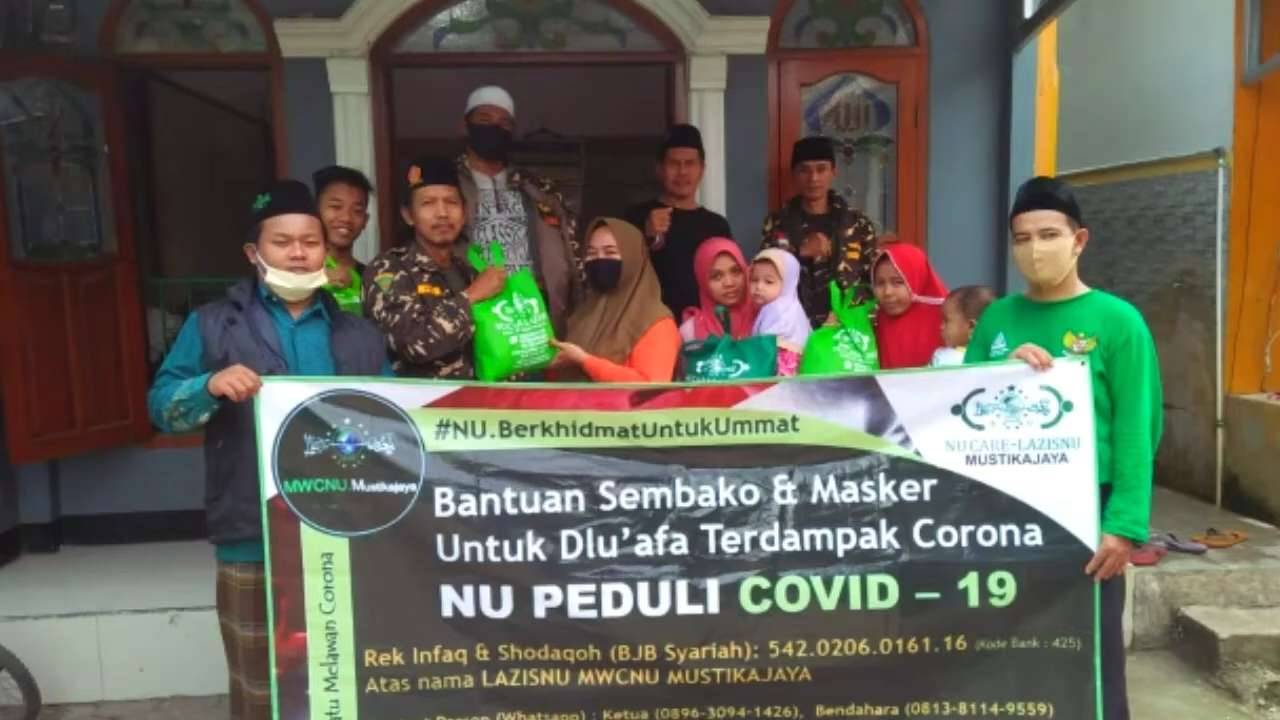 #NU.BerkhidmatUntukUmmat
MWCNU.Mustikajaya
NU CARE-LAZISNU
MUSTIKAJAYA
Bantuan Sembako & Masker
Untuk Dlu'afa Terdampak Corona
NU PEDULI COVID – 19
Rek Infaq & Shodaqoh (BJB Syariah): 542.0206.0161.16 (Kode Bank : 425)
Atas nama LAZISNU MWCNU MUSTIKAJAYA
Person (Whatsapp) : Ketua (0896-3094-1426), Bendahara (0813-8114-9559)
Melawan Corona